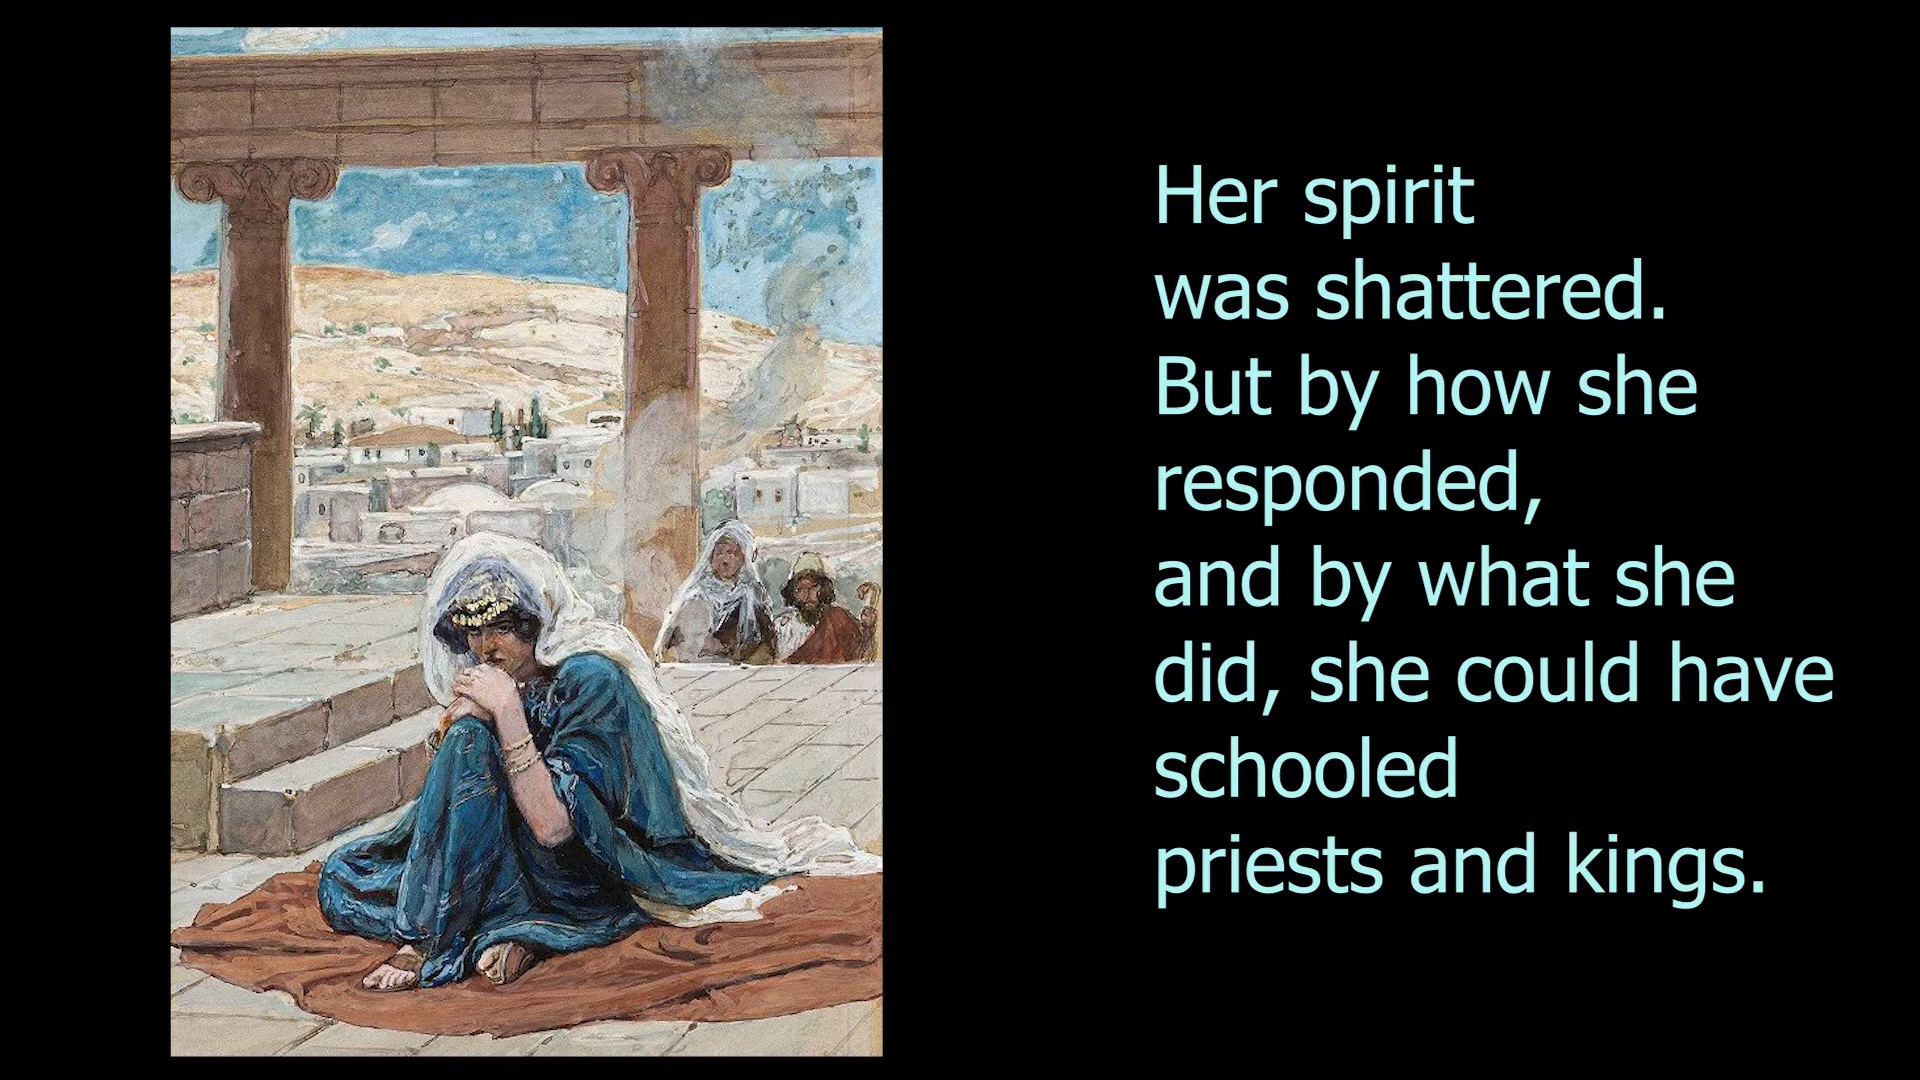 Her spirit
was shattered.
But by how she
responded,
and by what she
did, she could have
schooled
priests and kings.